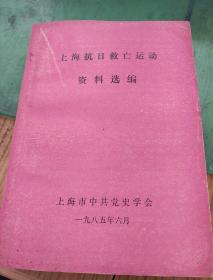 上海抗日救亡运动
资料选编
上海市中共党史学会
一九八五年六月